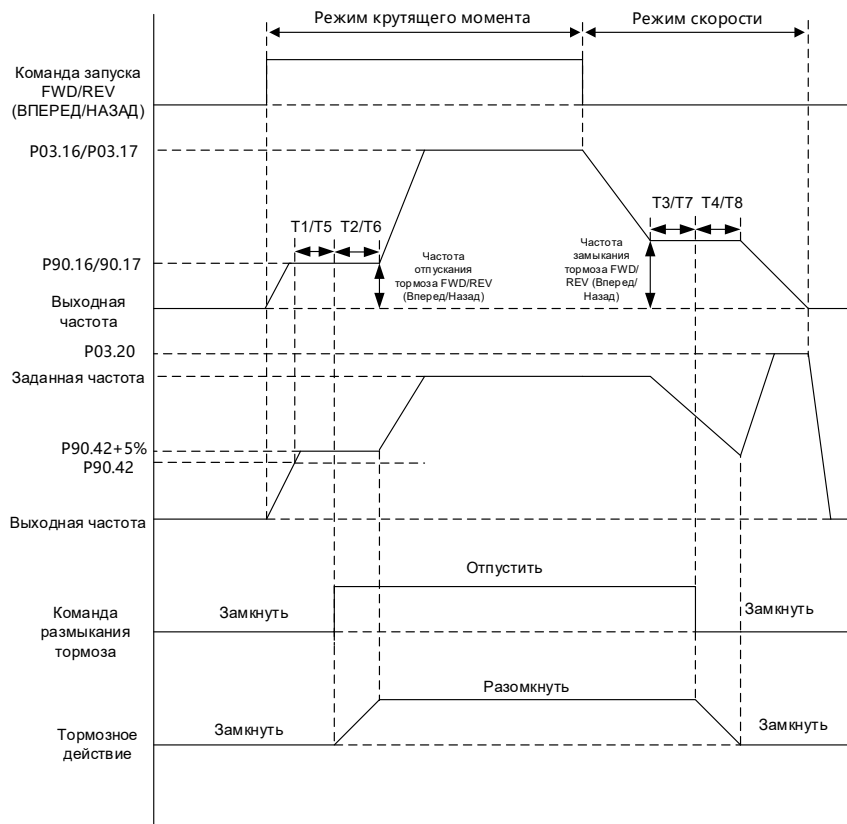 Режим крутящего момента
Режим скорости
Команда запуска
FWD/REV
(ВПЕРЕД/НАЗАД)
P03.16/P03.17
T1/T5
T2/T6
T3/T7
T4/T8
P90.16/90.17
Частота
отпускания
тормоза FWD/REV
(Вперед/Назад)
Частота
замыкания
тормоза FWD/
REV (Вперед/
Назад)
Выходная
частота
P03.20
Заданная частота
P90.42+5%
P90.42
Выходная частота
Отпустить
Замкнуть
Замкнуть
Команда
размыкания
тормоза
Разомкнуть
Замкнуть
Замкнуть
Тормозное
действие